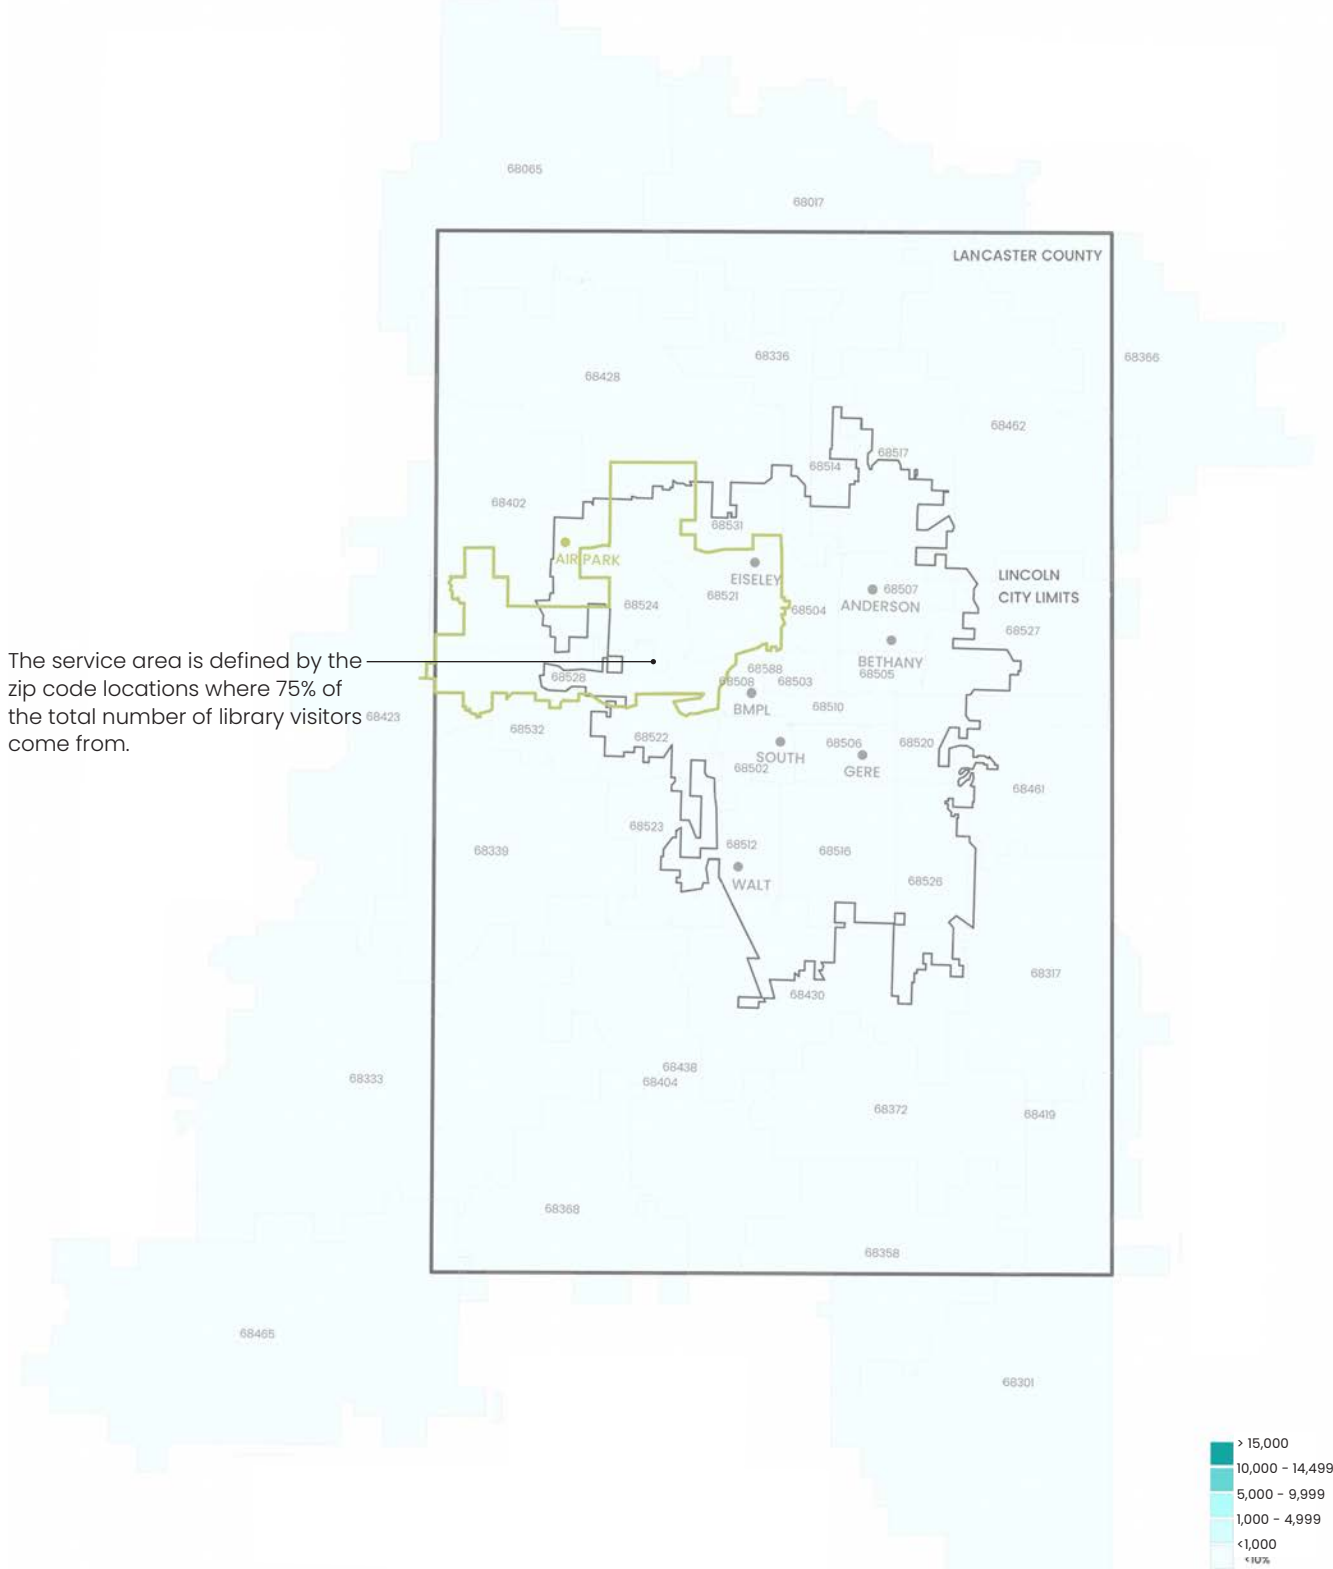 68065
68017
LANCASTER COUNTY
68336
68366
68428
68462
68517
68514
68402
68531
AIR PARK
EISELEY
LINCOLN
CITY LIMITS
68507
68521
68524
ANDERSON
68504
68527
The service area is defined by the
zip code locations where 75% of
the total number of library visitors
come from.
BETHANY
68588
68505
68528
68508
68503
68510
BMPL
68423
68532
68522
68506
68520
SOUTH
68502
GERE
68461
68523
68512
68339
68516
WALT
68526
68317
68430
68438
68404
68333
68372
68419
68368
68358
68465
68301
> 15,000
10,000 - 14,499
5,000 - 9,999
1,000 - 4,999
<1,000
<10%